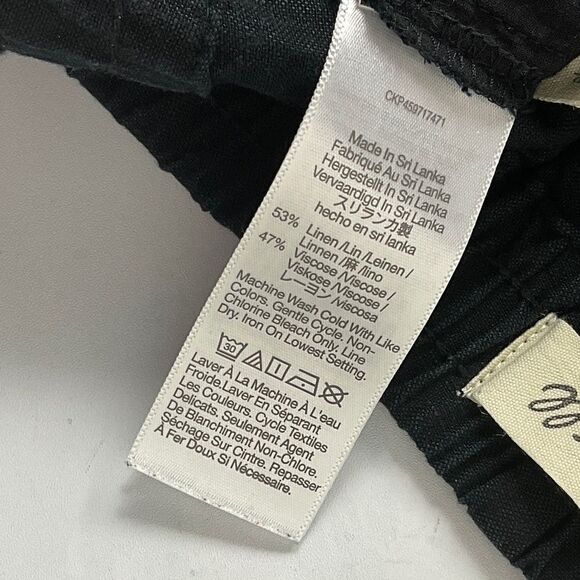 CKP459717471
Made In Sri Lanka
Fabriqué Au Sri Lanka
Hergestellt In Sri Lanka
Vervaardigd In Sri Lanka
スリランカ製
hecho en sri lanka
53% Linen /Lin /Leinen /
Linnen /麻 /lino
47% Viscose /Viscose /
Viskose /Viscose /
レーヨン /viscosa
Machine Wash Cold With Like
Colors. Gentle Cycle. Non-
Chlorine Bleach Only. Line
Dry. Iron On Lowest Setting.
30
Laver À La Machine À L'eau
Froide.Laver En Séparant
Les Couleurs. Cycle Textiles
Délicats. Seulement Agent
De Blanchiment Non-Chlore.
Séchage Sur Cintre. Repasser
À Fer Doux Si Nécessaire.